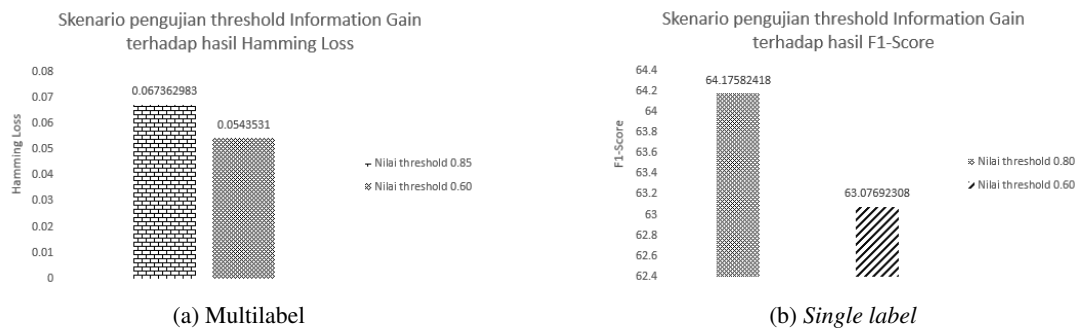 Skenario pengujian threshold Information Gain
terhadap hasil Hamming Loss
Hamming Loss
0.08
0.07
0.06
0.05
0.04
0.03
0.02
0.01
0
0.067362983
0.0543531
Nilai threshold 0.85
Nilai threshold 0.60
(a) Multilabel
Skenario pengujian threshold Information Gain
terhadap hasil F1-Score
F1-Score
64.4
64.2
64
63.8
63.6
63.4
63.2
63
62.8
62.6
62.4
64.17582418
63.07692308
Nilai threshold 0.80
Nilai threshold 0.60
(b) Single label